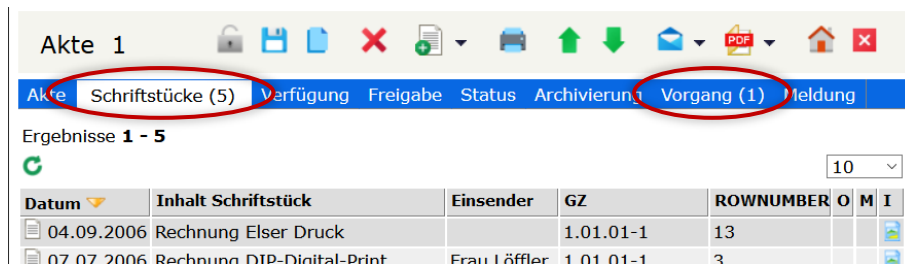 Akte 1
PDF
Akte Schriftstücke (5) Verfügung Freigabe Status Archivierung Vorgang (1) Meldung
Ergebnisse 1 - 5
10
Datum Inhalt Schriftstück Einsender GZ ROWNUMBER O M I
04.09.2006 Rechnung Elser Druck 1.01.01-1 13
07.07.2006 Rechnung DIP-Digital-Print Frau Löffler 1.01.01-1 3